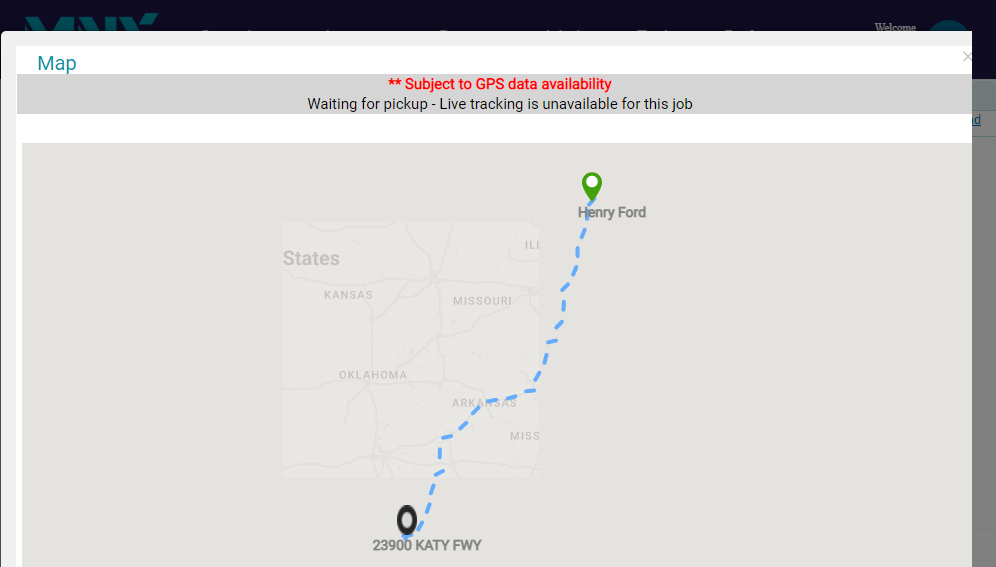 Welcome
Map
** Subject to GPS data availability
Waiting for pickup - Live tracking is unavailable for this job
Henry Ford
ILI
States
KANSAS
MISSOURI
OKLAHOMA
ARKANSAS
MISS
23900 KATY FWY